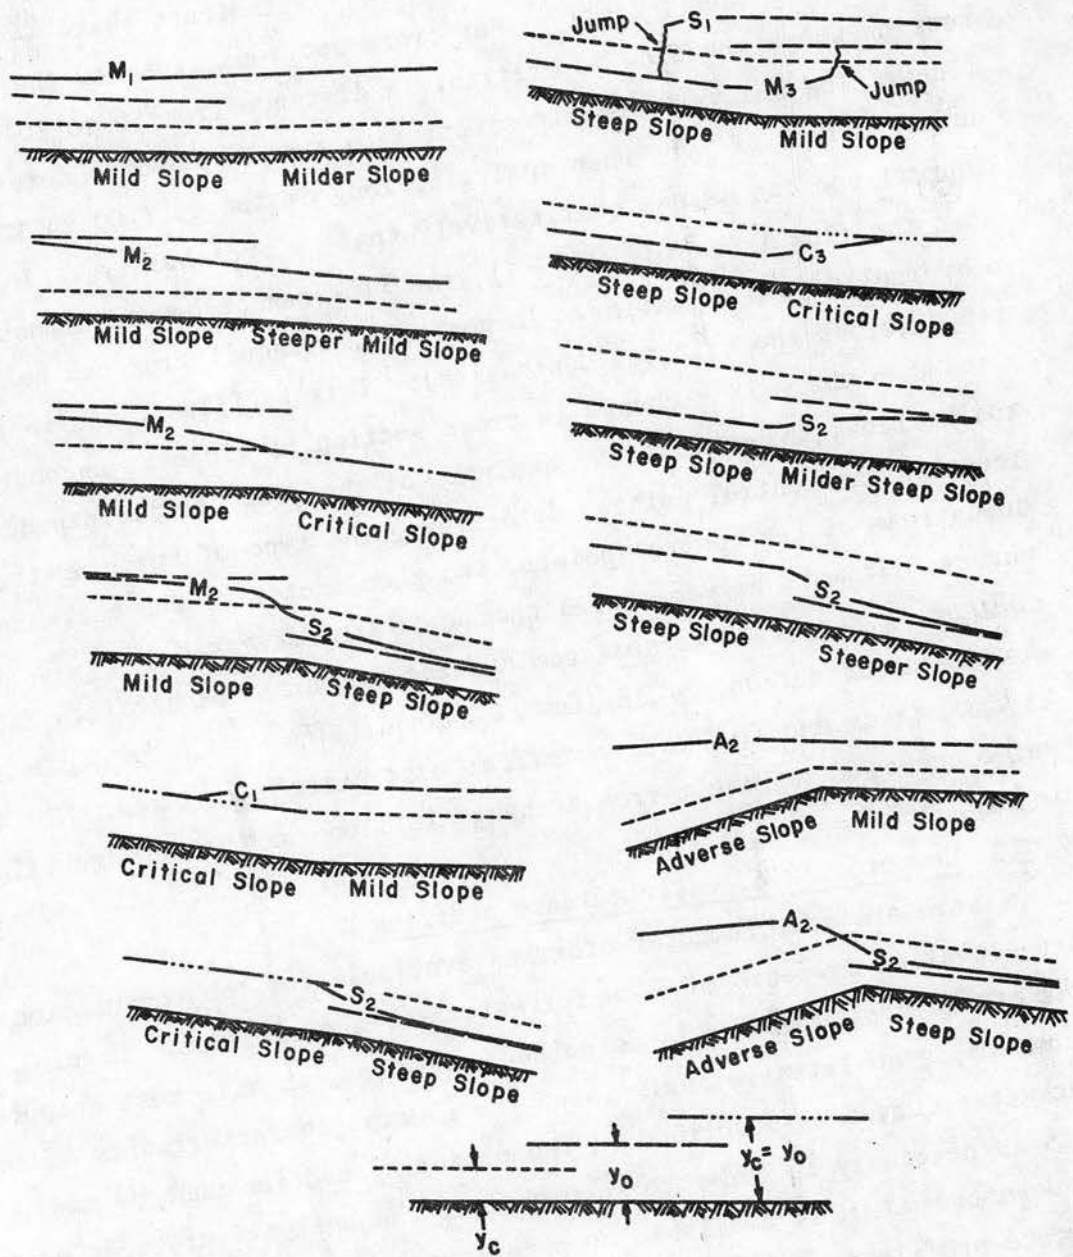 M1
Mild Slope Milder Slope
M2
Mild Slope Steeper Mild Slope
M2
Mild Slope Critical Slope
M2
S2
Mild Slope Steep Slope
C1
Critical Slope Mild Slope
S2
Critical Slope Steep Slope
Jump S1
M3 Jump
Steep Slope Mild Slope
C3
Steep Slope Critical Slope
S2
Steep Slope Milder Steep Slope
S2
Steep Slope Steeper Slope
A2
Adverse Slope Mild Slope
A2
S2
Adverse Slope Steep Slope
yc = yo
yo
yc